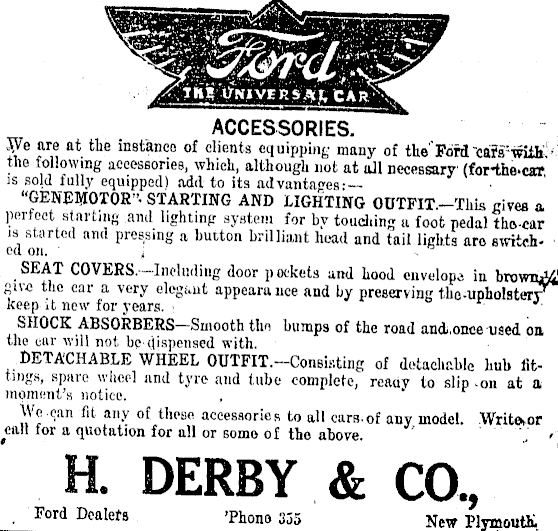 Ford
THE UNIVERSAL CAR
ACCESSORIES.
We are at the instance of clients equipping many of the Ford cars with
the following accessories, which, although not at all necessary (for the car
is sold fully equipped) add to its advantages:—
"GENEMOTOR" STARTING AND LIGHTING OUTFIT.—This gives a
perfect starting and lighting system for by touching a foot pedal the car
is started and pressing a button brilliant head and tail lights are switch-
ed on.
SEAT COVERS.—Including door pockets and hood envelope in brown,
give the car a very elegant appearance and by preserving the upholstery
keep it new for years.
SHOCK ABSORBERS—Smooth the bumps of the road and once used on
the car will not be dispensed with.
DETACHABLE WHEEL OUTFIT.—Consisting of detachable hub fit-
tings, spare wheel and tyre and tube complete, ready to slip on at a
moment's notice.
We can fit any of these accessories to all cars of any model. Write or
call for a quotation for all or some of the above.
H. DERBY & CO.,
Ford Dealers 'Phone 355 New Plymouth.